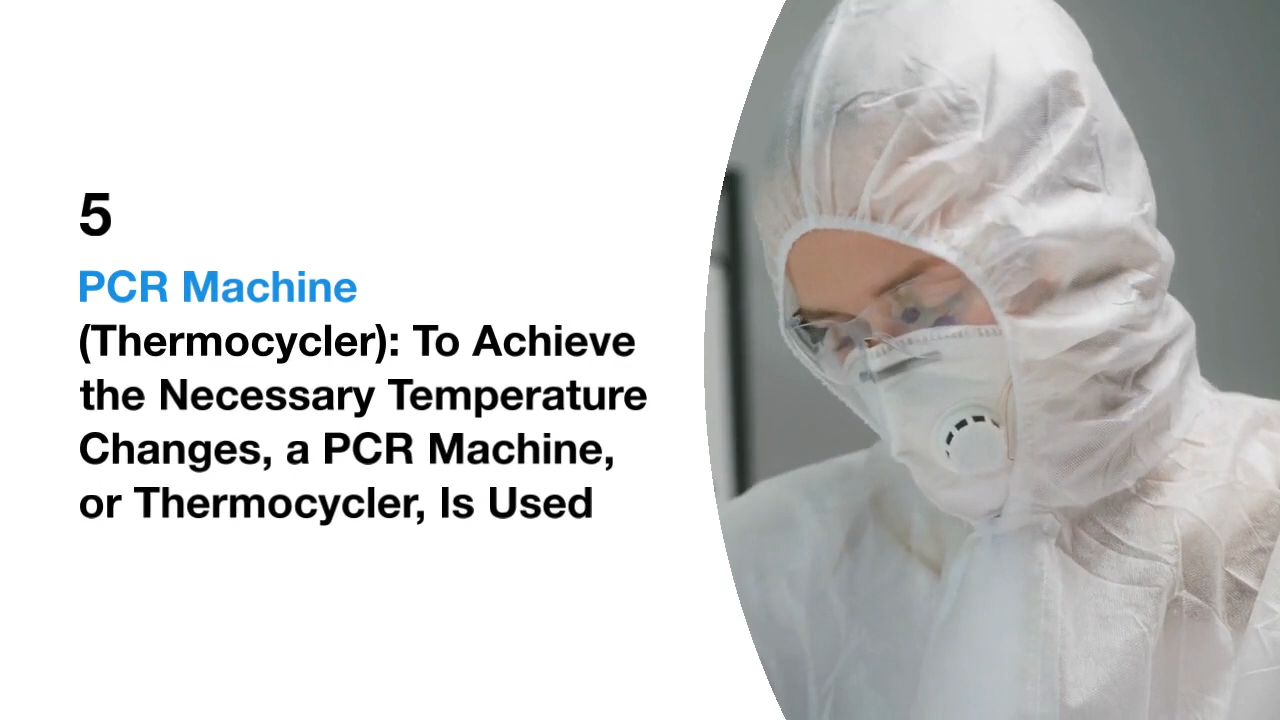 5
PCR Machine
(Thermocycler): To Achieve
the Necessary Temperature
Changes, a PCR Machine,
or Thermocycler, Is Used